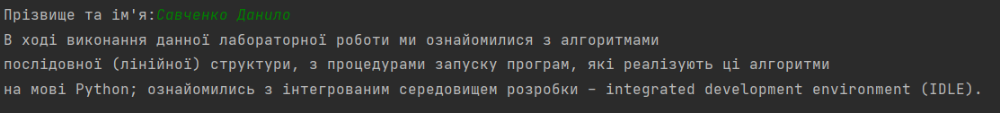 Прізвище та ім'я:Савченко Данило
В ході виконання данної лабораторної роботи ми ознайомилися з алгоритмами
послідовної (лінійної) структури, з процедурами запуску програм, які реалізують ці алгоритми
на мові Python; ознайомились з інтегрованим середовищем розробки – integrated development environment (IDLE).